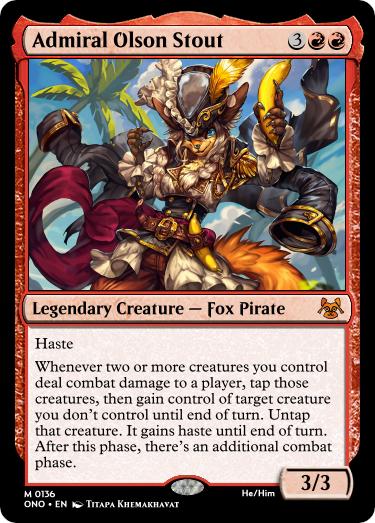 Admiral Olson Stout 3
Legendary Creature — Fox Pirate
Haste
Whenever two or more creatures you control
deal combat damage to a player, tap those
creatures, then gain control of target creature
you don't control until end of turn. Untap
that creature. It gains haste until end of turn.
After this phase, there's an additional combat
phase.
3/3
M 0136
ONO • EN Titapa Khemakhavat
He/Him